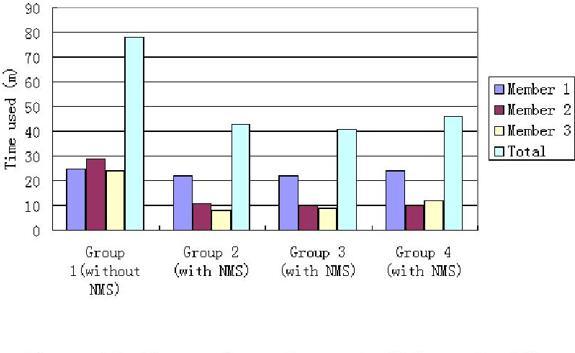 90
80
70
60
50
40
30
20
10
0
Time used (m)
Group
1(without
NMS)
Group 2
(with NMS)
Group 3
(with NMS)
Group 4
(with NMS)
Member 1
Member 2
Member 3
Total